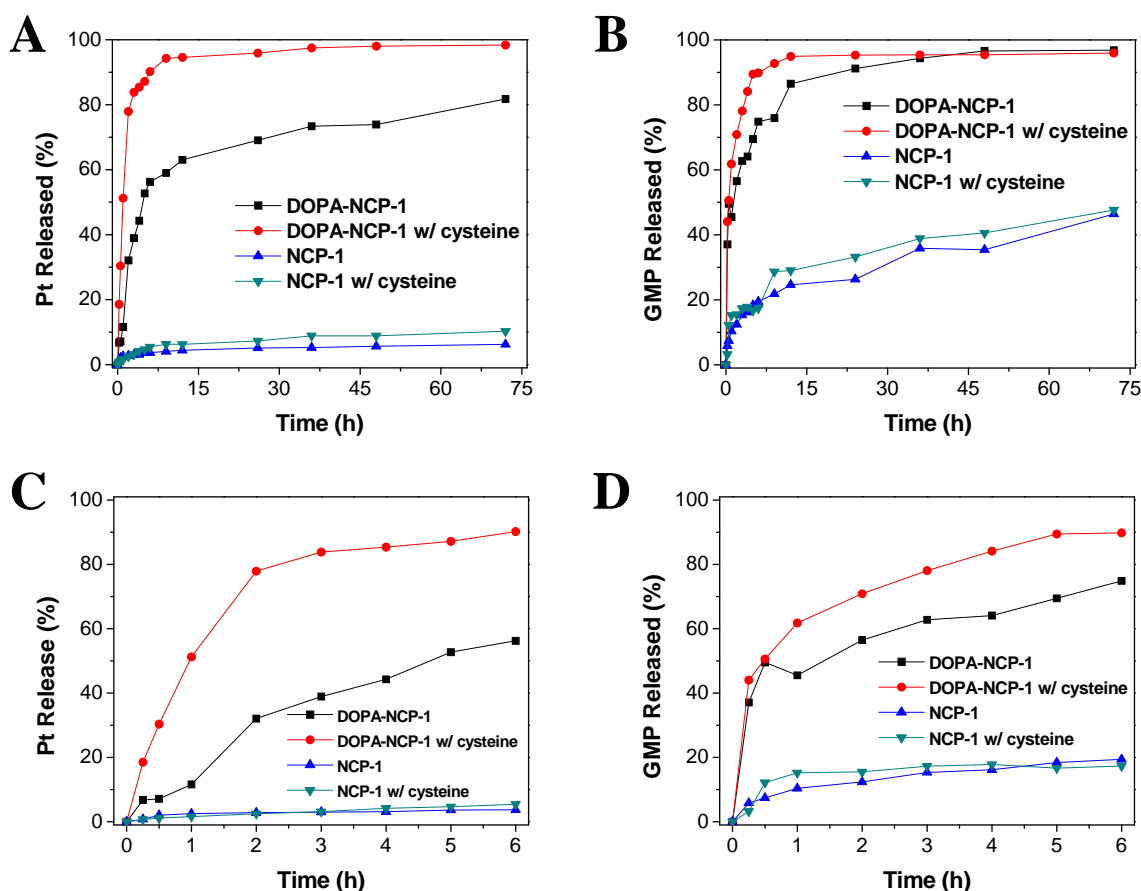 A
Pt Released (%)
100
80
60
40
20
0
DOPA-NCP-1
DOPA-NCP-1 w/ cysteine
NCP-1
NCP-1 w/ cysteine
0 15 30 45 60 75
Time (h)
B
GMP Released (%)
100
80
60
40
20
0
DOPA-NCP-1
DOPA-NCP-1 w/ cysteine
NCP-1
NCP-1 w/ cysteine
0 15 30 45 60 75
Time (h)
C
Pt Release (%)
100
80
60
40
20
0
DOPA-NCP-1
DOPA-NCP-1 w/ cysteine
NCP-1
NCP-1 w/ cysteine
0 1 2 3 4 5 6
Time (h)
D
GMP Released (%)
100
80
60
40
20
0
DOPA-NCP-1
DOPA-NCP-1 w/ cysteine
NCP-1
NCP-1 w/ cysteine
0 1 2 3 4 5 6
Time (h)